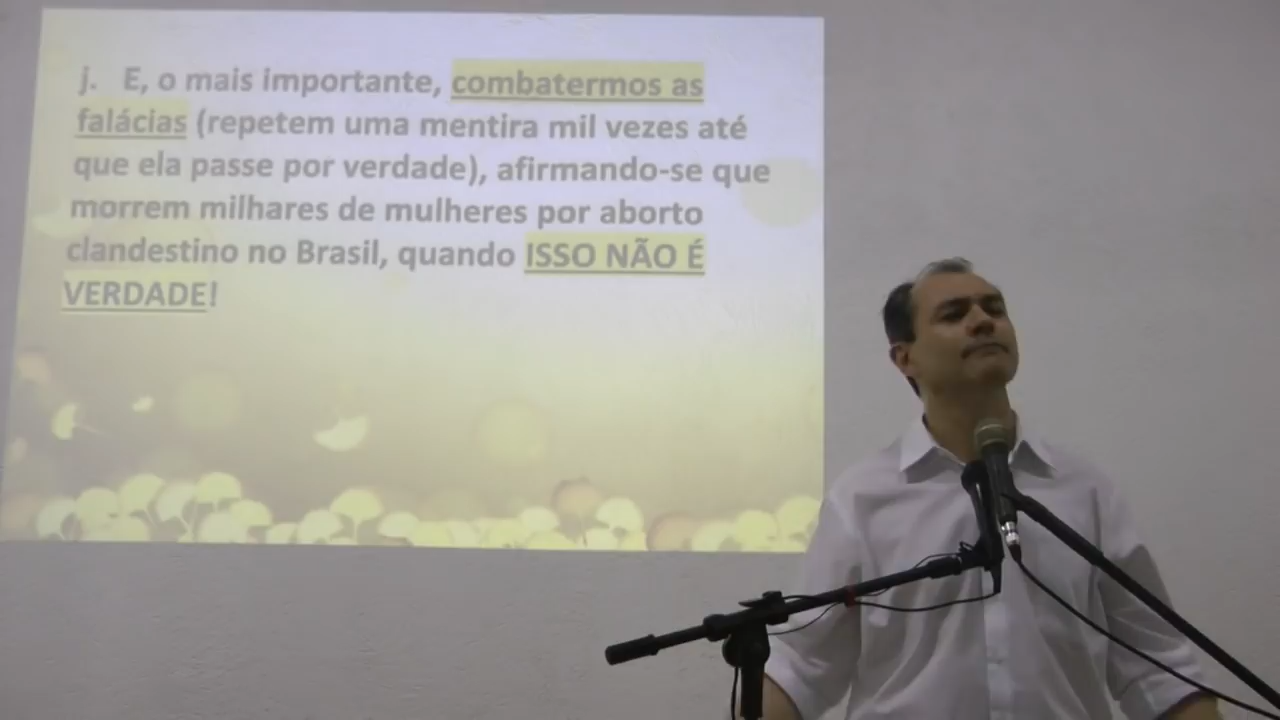 j. E, o mais importante, combatermos as
falácias (repetem uma mentira mil vezes até
que ela passe por verdade), afirmando-se que
morrem milhares de mulheres por aborto
clandestino no Brasil, quando ISSO NÃO É
VERDADE!